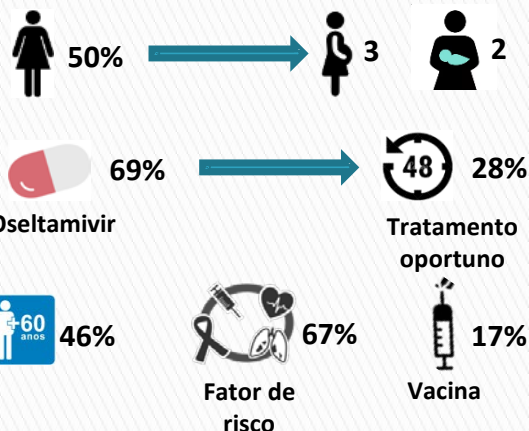 50%
3
2
69%
48
28%
Oseltamivir
Tratamento
oportuno
+60
anos
46%
67%
17%
Fator de
risco
Vacina